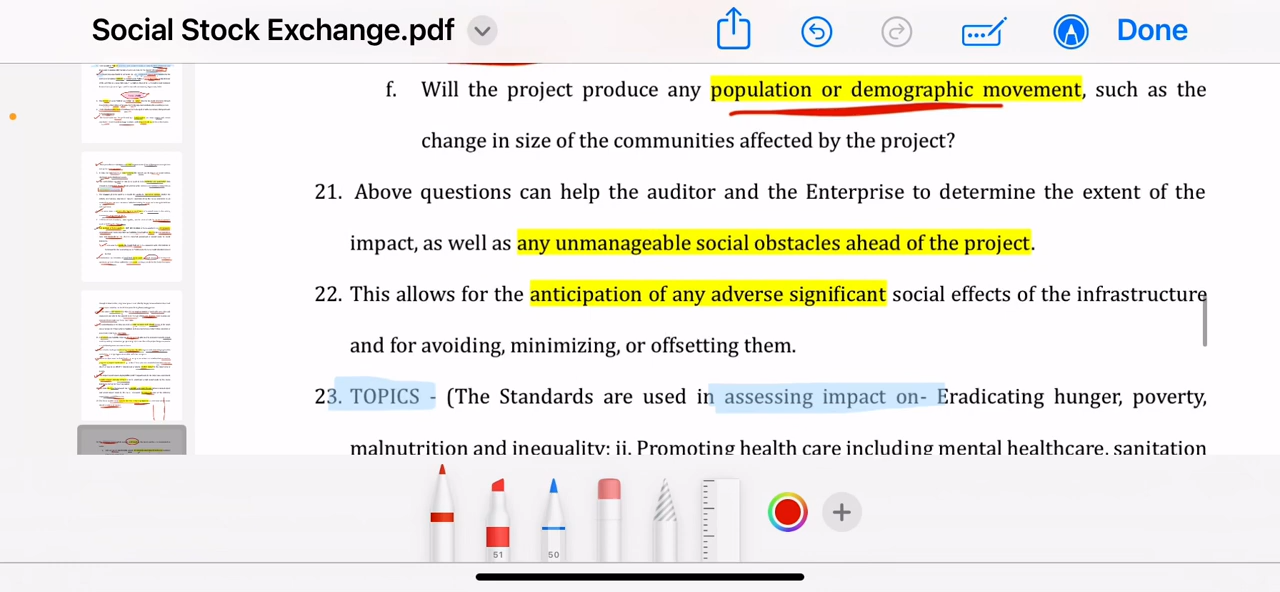 Social Stock Exchange.pdf
Done
f. Will the project produce any population or demographic movement, such as the
change in size of the communities affected by the project?
21. Above questions can help the auditor and the Enterprise to determine the extent of the
impact, as well as any unmanageable social obstacles ahead of the project.
22. This allows for the anticipation of any adverse significant social effects of the infrastructure
and for avoiding, minimizing, or offsetting them.
23. TOPICS - (The Standards are used in assessing impact on- Eradicating hunger, poverty,
malnutrition and inequality; ii. Promoting health care including mental healthcare, sanitation
51
50